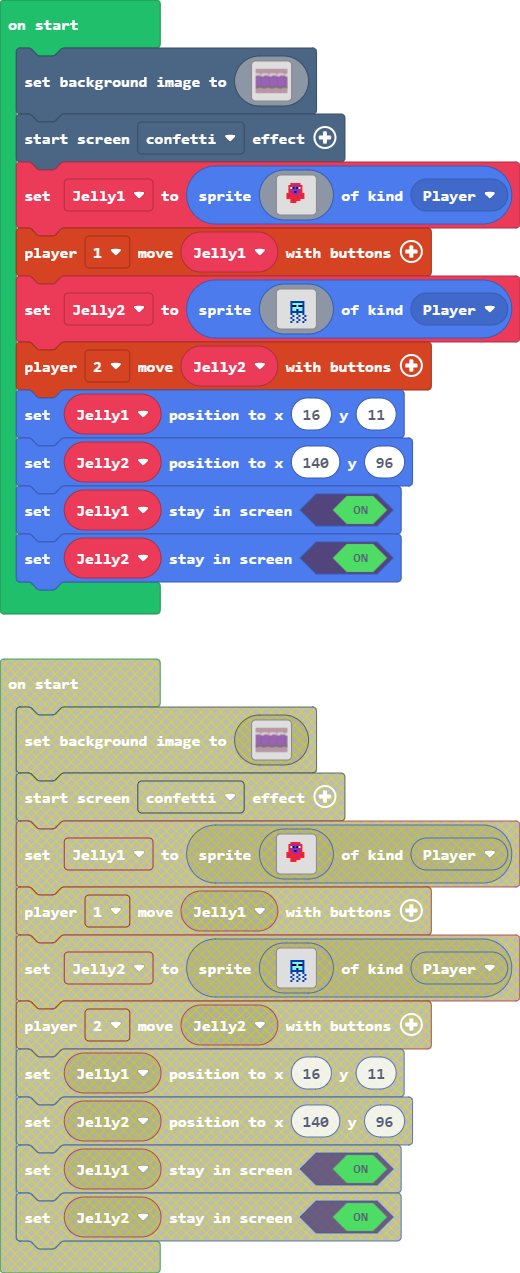 on start
set background image to
start screen confetti effect
set Jelly1 to sprite of kind Player
player 1 move Jelly1 with buttons
set Jelly2 to sprite of kind Player
player 2 move Jelly2 with buttons
set Jelly1 position to x 16 y 11
set Jelly2 position to x 140 y 96
set Jelly1 stay in screen ON
set Jelly2 stay in screen ON
on start
set background image to
start screen confetti effect
set Jelly1 to sprite of kind Player
player 1 move Jelly1 with buttons
set Jelly2 to sprite of kind Player
player 2 move Jelly2 with buttons
set Jelly1 position to x 16 y 11
set Jelly2 position to x 140 y 96
set Jelly1 stay in screen ON
set Jelly2 stay in screen ON